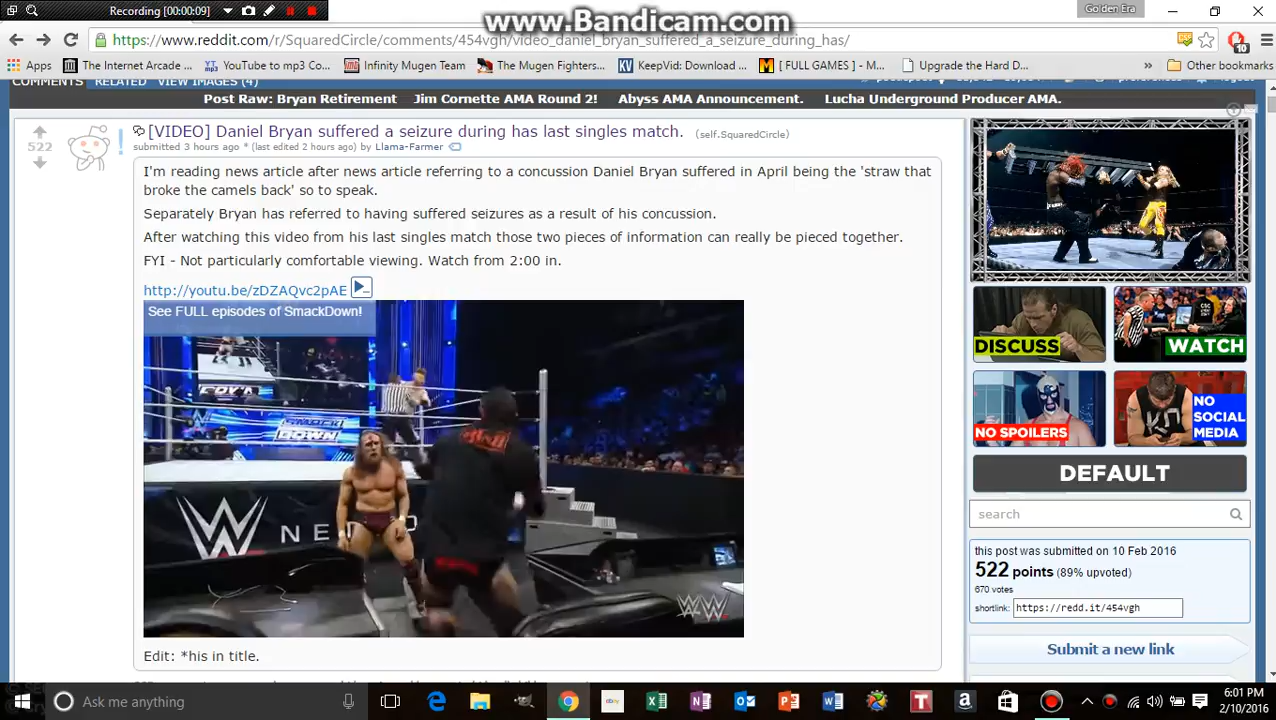 Recording [00:00:09]
www.Bandicam.com
Golden Era
https://www.reddit.com/r/SquaredCircle/comments/454vgh/video_daniel_bryan_suffered_a_seizure_during_has/
10
Apps The Internet Arcade... YouTube to mp3 Co... Infinity Mugen Team The Mugen Fighters... KeepVid: Download ... [ FULL GAMES ] - M... Upgrade the Hard D... » Other bookmarks
COMMENTS RELATED VIEW IMAGES (4)
Post Raw: Bryan Retirement Jim Cornette AMA Round 2! Abyss AMA Announcement. Lucha Underground Producer AMA.
522
[VIDEO] Daniel Bryan suffered a seizure during has last singles match. (self.SquaredCircle)
submitted 3 hours ago * (last edited 2 hours ago) by Llama-Farmer
I'm reading news article after news article referring to a concussion Daniel Bryan suffered in April being the 'straw that
broke the camels back' so to speak.
Separately Bryan has referred to having suffered seizures as a result of his concussion.
After watching this video from his last singles match those two pieces of information can really be pieced together.
FYI - Not particularly comfortable viewing. Watch from 2:00 in.
http://youtu.be/zDZAQvc2pAE
See FULL episodes of SmackDown!
Edit: *his in title.
DISCUSS
WATCH
NO SPOILERS
NO
SOCIAL
MEDIA
DEFAULT
search
this post was submitted on 10 Feb 2016
522 points (89% upvoted)
670 votes
shortlink: https://redd.it/454vgh
Submit a new link
Ask me anything
6:01 PM
2/10/2016